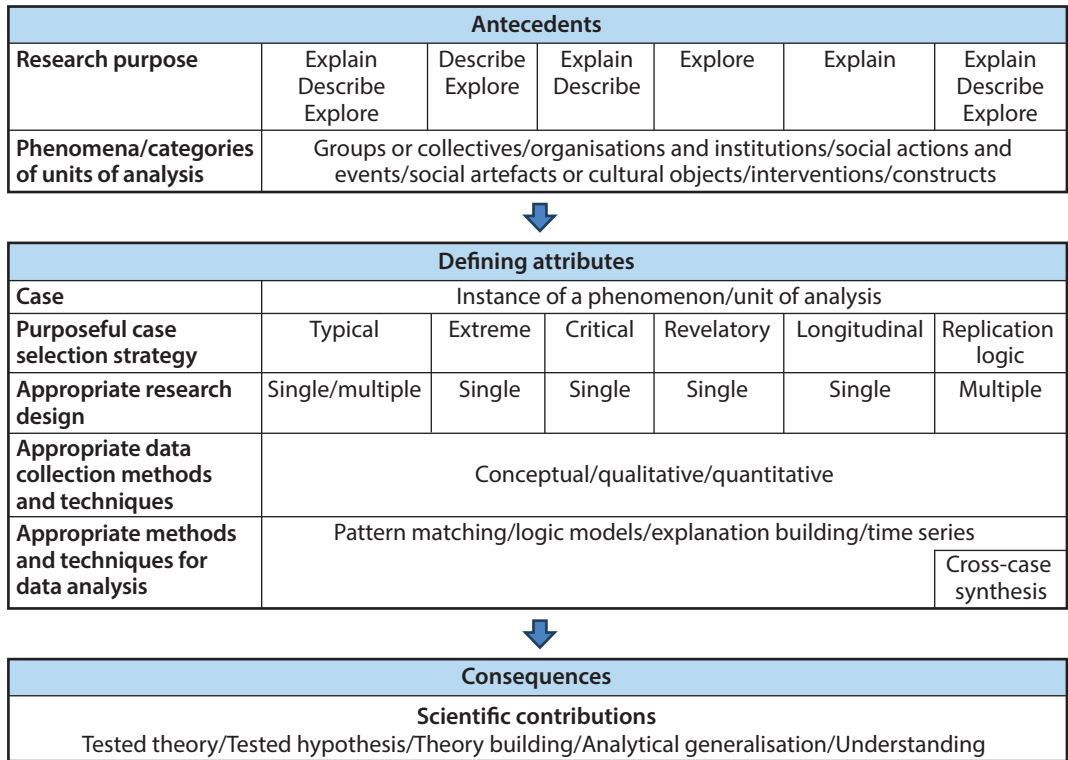 Antecedents
Research purpose
Explain
Describe
Explore
Describe
Explore
Explain
Describe
Explore
Explain
Explain
Describe
Explore
Phenomena/categories
of units of analysis
Groups or collectives/organisations and institutions/social actions and
events/social artefacts or cultural objects/interventions/constructs
Defining attributes
Case
Instance of a phenomenon/unit of analysis
Purposeful case
selection strategy
Typical
Extreme
Critical
Revelatory
Longitudinal
Replication
logic
Appropriate research
design
Single/multiple
Single
Single
Single
Single
Multiple
Appropriate data
collection methods
and techniques
Conceptual/qualitative/quantitative
Appropriate methods
and techniques for
data analysis
Pattern matching/logic models/explanation building/time series
Cross-case
synthesis
Consequences
Scientific contributions
Tested theory/Tested hypothesis/Theory building/Analytical generalisation/Understanding